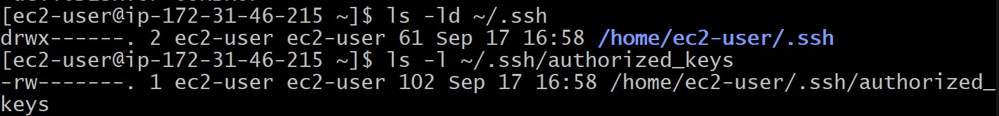 [ec2-user@ip-172-31-46-215 ~]$ ls -ld ~/.ssh
drwx------. 2 ec2-user ec2-user 61 Sep 17 16:58 /home/ec2-user/.ssh
[ec2-user@ip-172-31-46-215 ~]$ ls -l ~/.ssh/authorized_keys
-rw-------. 1 ec2-user ec2-user 102 Sep 17 16:58 /home/ec2-user/.ssh/authorized_
keys